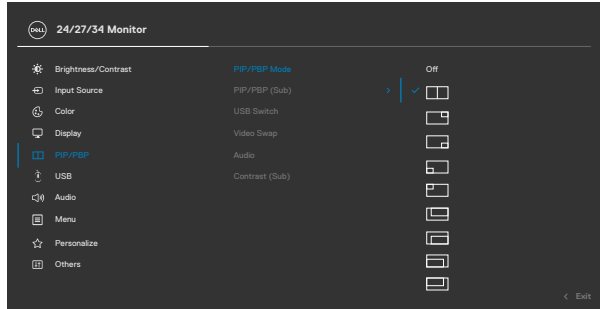 DELL
24/27/34 Monitor
Brightness/Contrast
Input Source
Color
Display
PIP/PBP
USB
Audio
Menu
Personalize
Others
PIP/PBP Mode
PIP/PBP (Sub)
USB Switch
Video Swap
Audio
Contrast (Sub)
Off
Exit